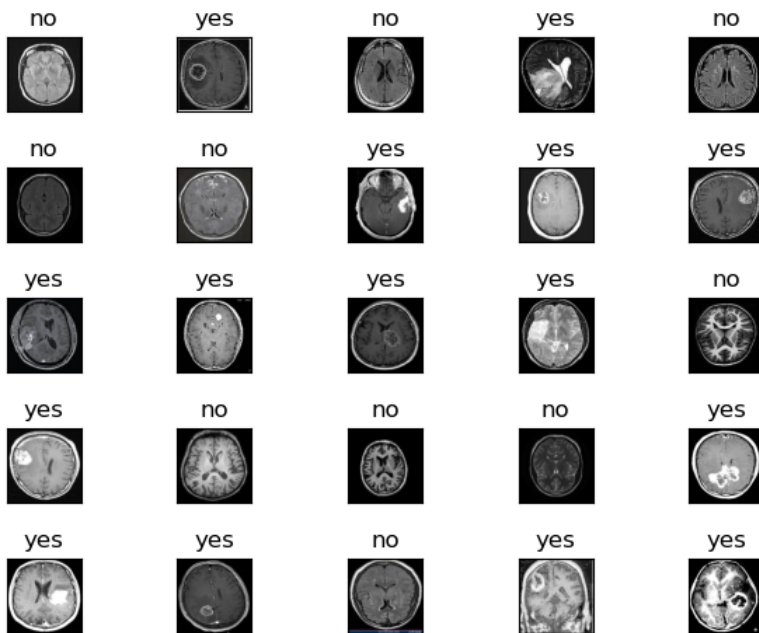 no yes no yes no
no no yes yes yes
yes yes yes yes no
yes no no no yes
yes yes no yes yes